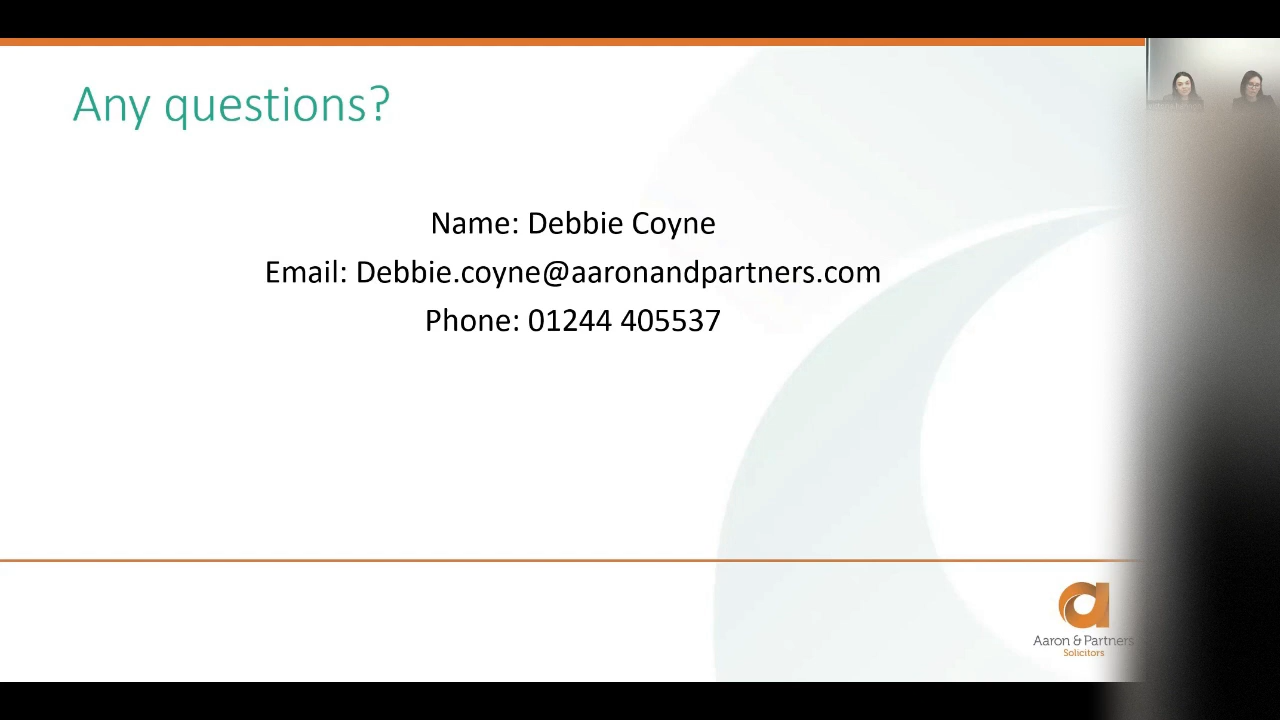 Any questions?
Name: Debbie Coyne
Email: Debbie.coyne@aaronandpartners.com
Phone: 01244 405537
Aaron & Partners
Solicitors